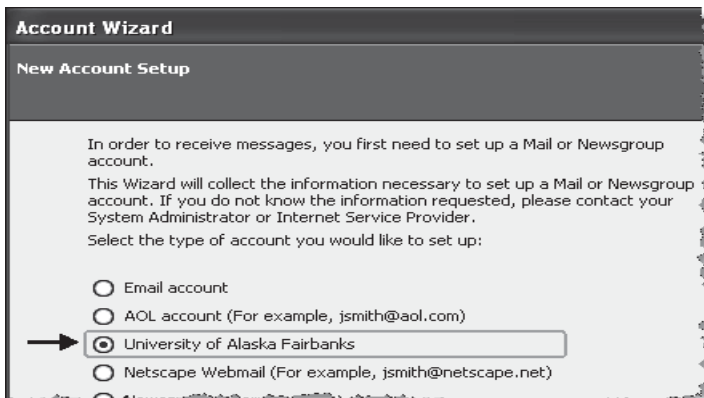 Account Wizard
New Account Setup
In order to receive messages, you first need to set up a Mail or Newsgroup
account.
This Wizard will collect the information necessary to set up a Mail or Newsgroup
account. If you do not know the information requested, please contact your
System Administrator or Internet Service Provider.
Select the type of account you would like to set up:
Email account
AOL account (For example, jsmith@aol.com)
University of Alaska Fairbanks
Netscape Webmail (For example, jsmith@netscape.net)